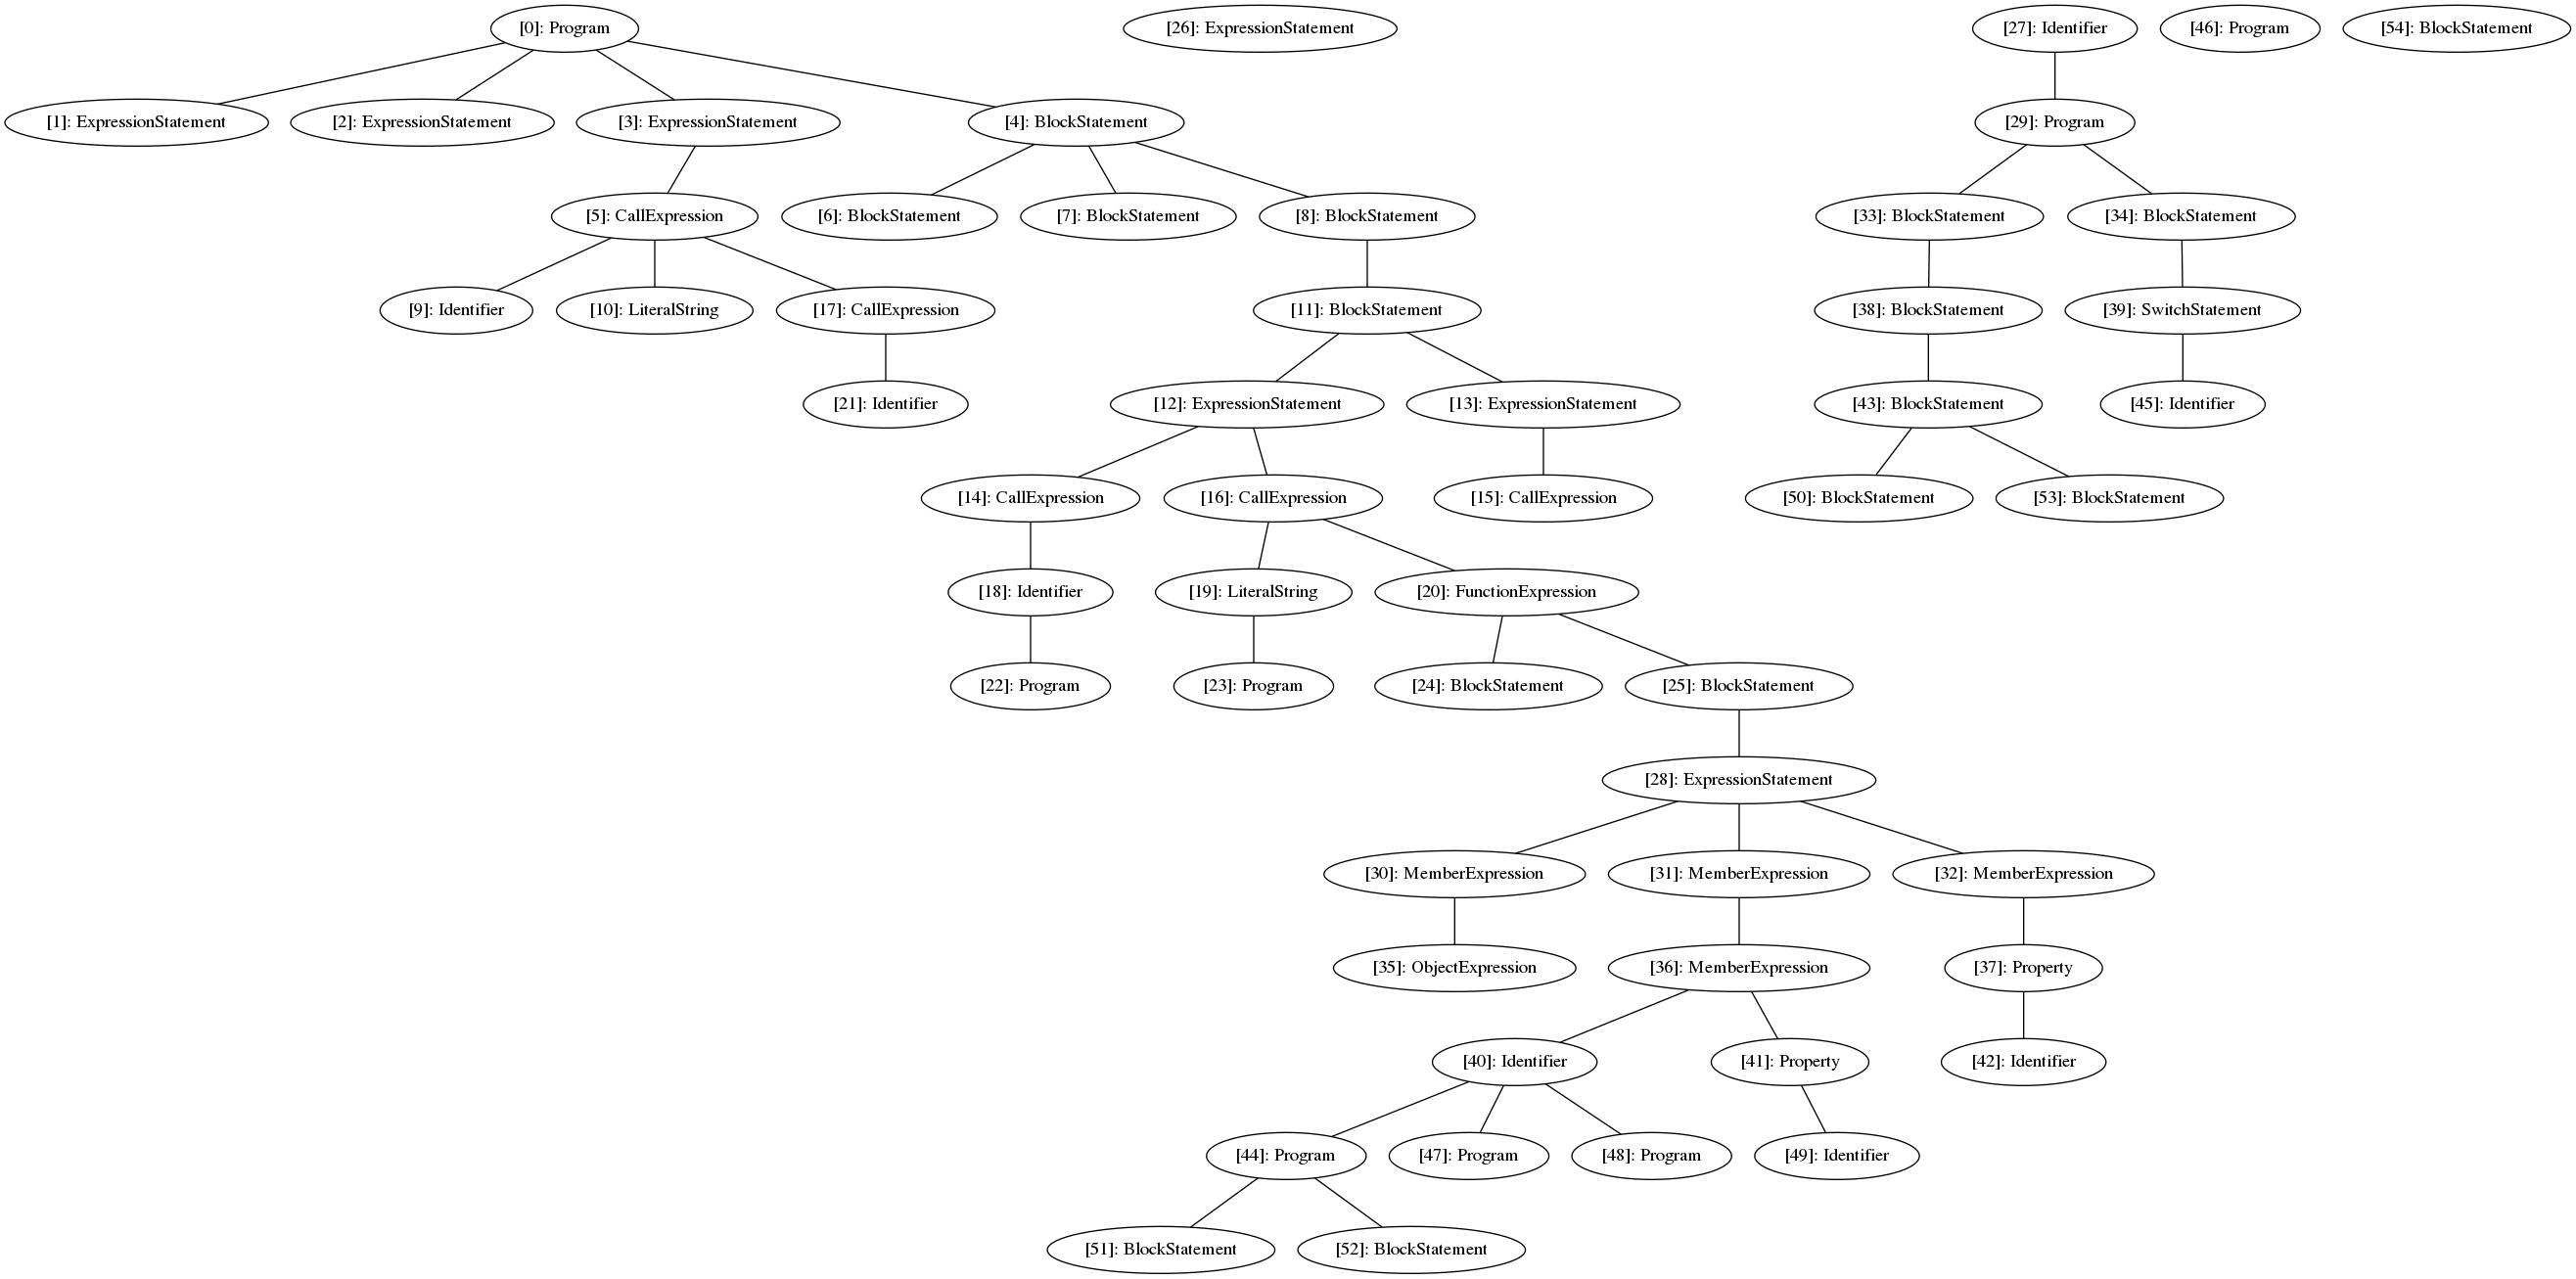 [0]: Program
[26]: ExpressionStatement
[27]: Identifier
[46]: Program
[54]: BlockStatement
[1]: ExpressionStatement
[2]: ExpressionStatement
[3]: ExpressionStatement
[4]: BlockStatement
[29]: Program
[5]: CallExpression
[6]: BlockStatement
[7]: BlockStatement
[8]: BlockStatement
[33]: BlockStatement
[34]: BlockStatement
[9]: Identifier
[10]: LiteralString
[17]: CallExpression
[11]: BlockStatement
[38]: BlockStatement
[39]: SwitchStatement
[21]: Identifier
[12]: ExpressionStatement
[13]: ExpressionStatement
[43]: BlockStatement
[45]: Identifier
[14]: CallExpression
[16]: CallExpression
[15]: CallExpression
[50]: BlockStatement
[53]: BlockStatement
[18]: Identifier
[19]: LiteralString
[20]: FunctionExpression
[22]: Program
[23]: Program
[24]: BlockStatement
[25]: BlockStatement
[28]: ExpressionStatement
[30]: MemberExpression
[31]: MemberExpression
[32]: MemberExpression
[35]: ObjectExpression
[36]: MemberExpression
[37]: Property
[40]: Identifier
[41]: Property
[42]: Identifier
[44]: Program
[47]: Program
[48]: Program
[49]: Identifier
[51]: BlockStatement
[52]: BlockStatement